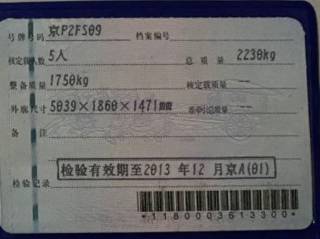 号牌号码 京P2FS09 档案编号
核定载人数 5人 总质量 2230kg
整备质量 1750kg 核定载质量 --
外廓尺寸 5039×1860×1471mm 准牵引总质量 --
备注
检验有效期至2013年12月京A(01)
检验记录
*1180003613300*